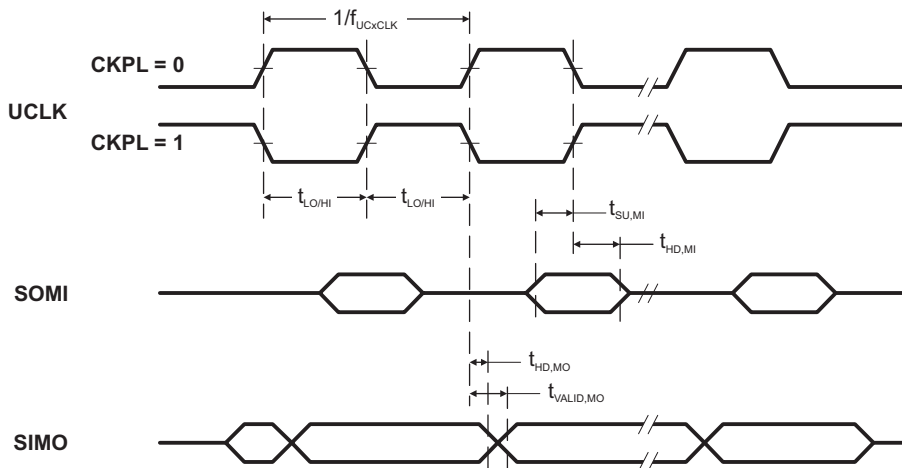 1/fUCxCLK
CKPL = 0
UCLK
CKPL = 1
tLO/HI tLO/HI
tSU,MI
tHD,MI
SOMI
tHD,MO
tVALID,MO
SIMO